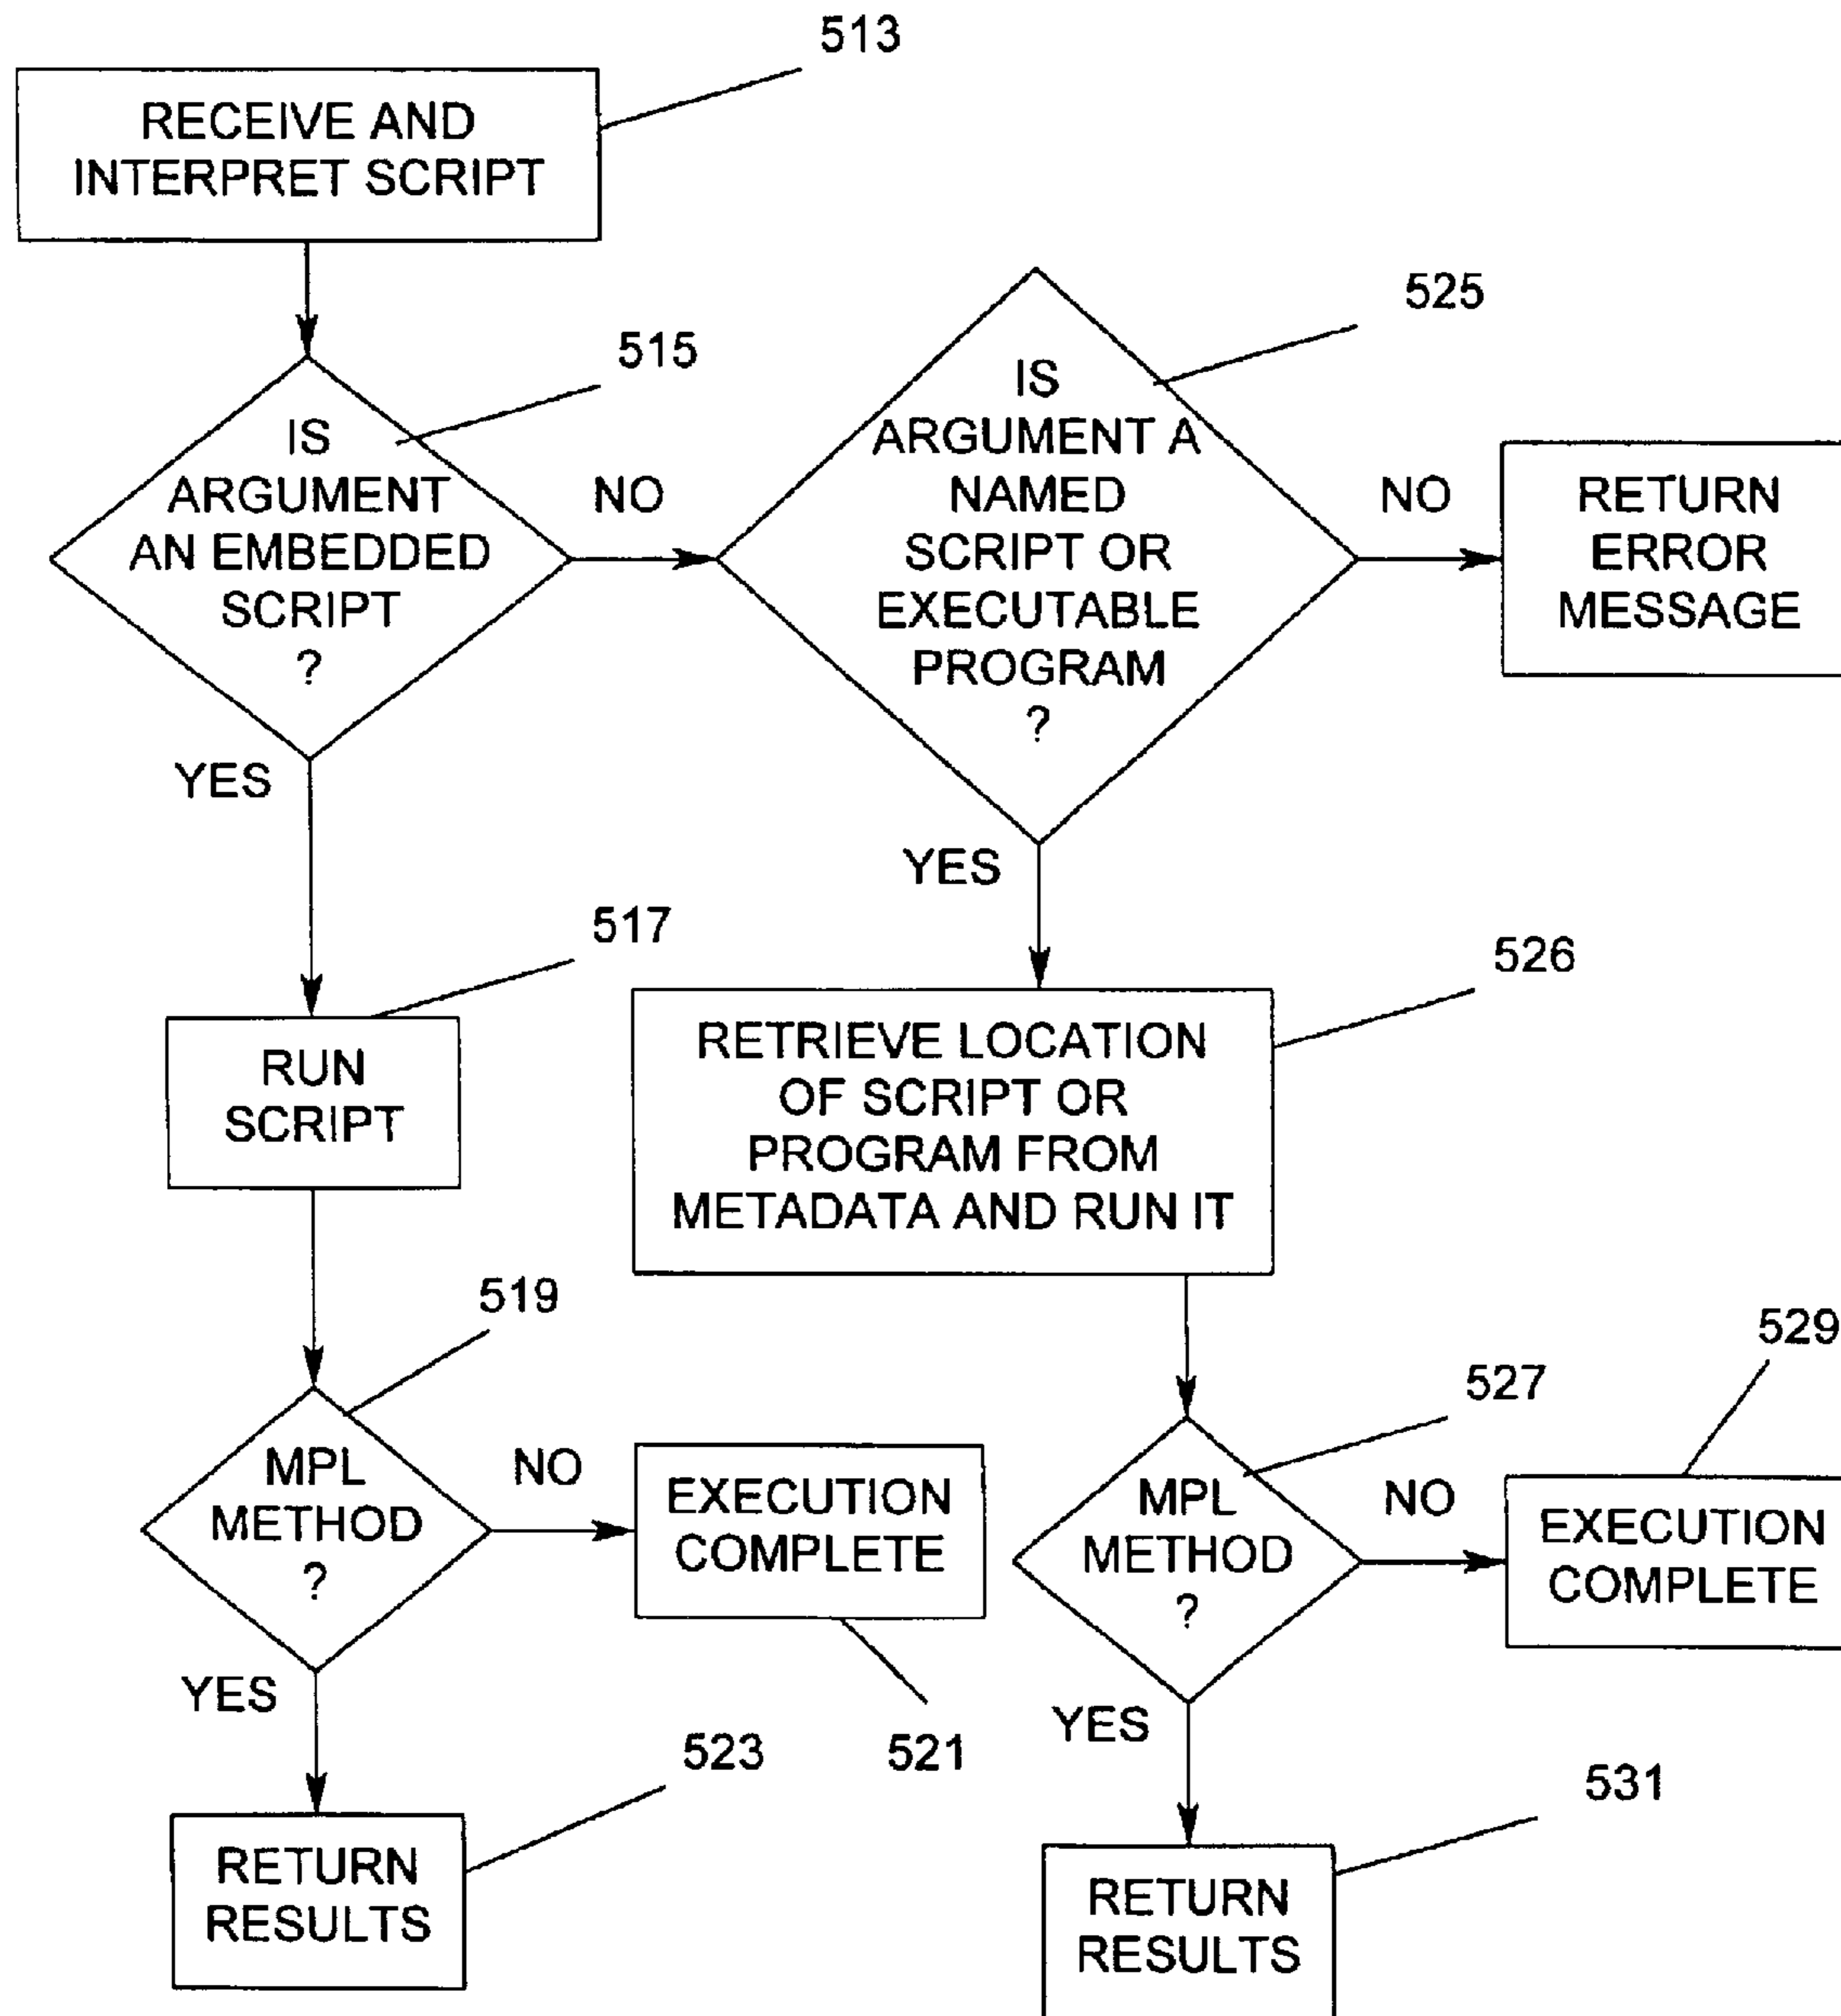 513
RECEIVE AND
INTERPRET SCRIPT
515
IS
ARGUMENT
AN EMBEDDED
SCRIPT
?
NO
YES
525
IS
ARGUMENT A
NAMED
SCRIPT OR
EXECUTABLE
PROGRAM
?
NO
YES
RETURN
ERROR
MESSAGE
517
RUN
SCRIPT
526
RETRIEVE LOCATION
OF SCRIPT OR
PROGRAM FROM
METADATA AND RUN IT
519
MPL
METHOD
?
NO
YES
EXECUTION
COMPLETE
521
527
MPL
METHOD
?
NO
YES
529
EXECUTION
COMPLETE
523
RETURN
RESULTS
531
RETURN
RESULTS